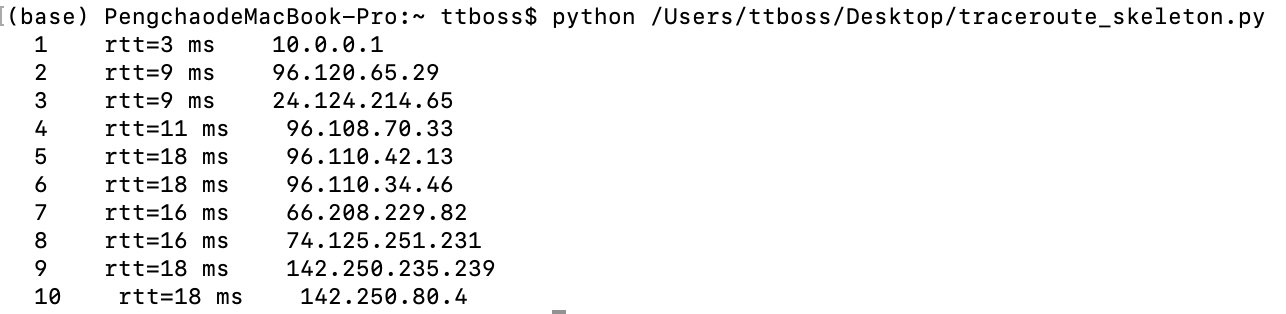 [(base) PengchaodeMacBook-Pro:~ ttboss$ python /Users/ttboss/Desktop/traceroute_skeleton.py
1 rtt=3 ms 10.0.0.1
2 rtt=9 ms 96.120.65.29
3 rtt=9 ms 24.124.214.65
4 rtt=11 ms 96.108.70.33
5 rtt=18 ms 96.110.42.13
6 rtt=18 ms 96.110.34.46
7 rtt=16 ms 66.208.229.82
8 rtt=16 ms 74.125.251.231
9 rtt=18 ms 142.250.235.239
10 rtt=18 ms 142.250.80.4